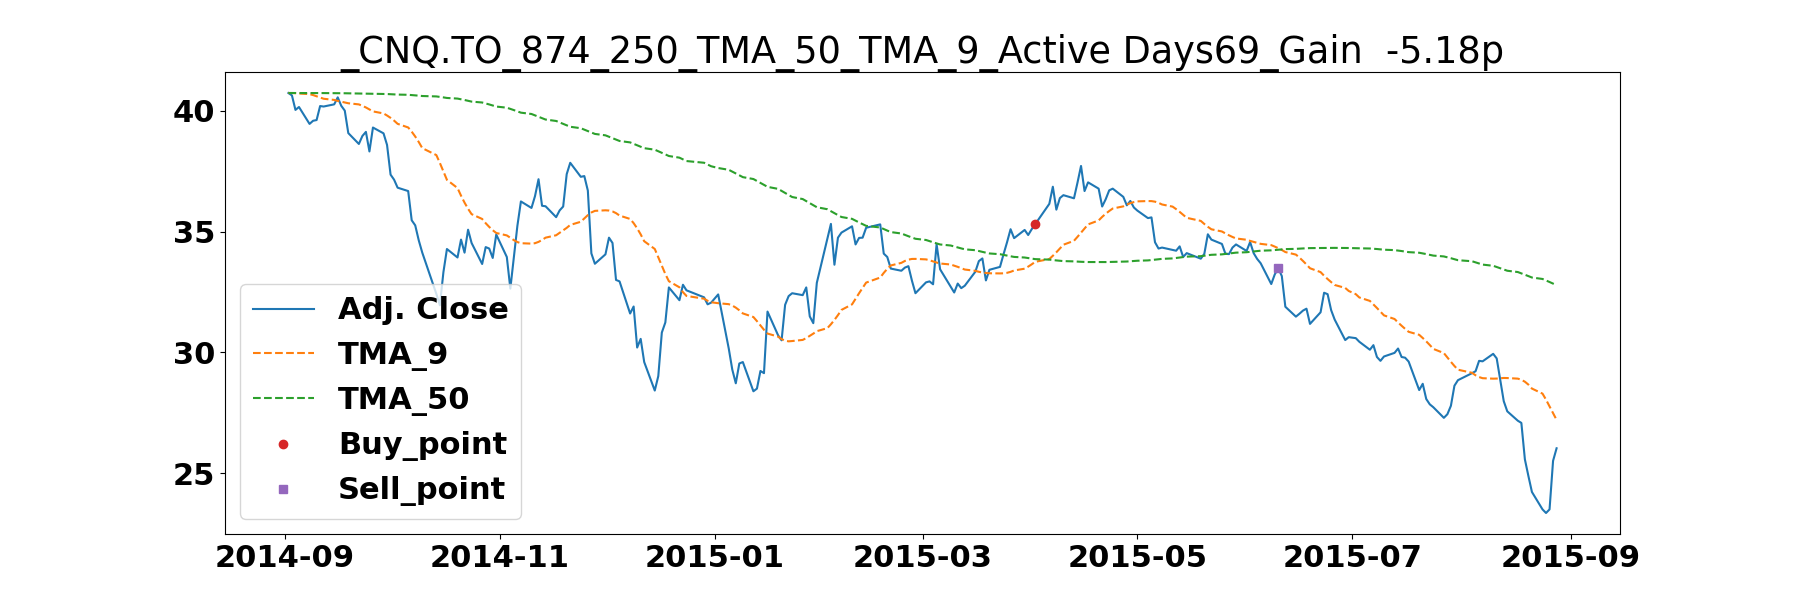 _CNQ.TO_874_250_TMA_50_TMA_9_Active Days69_Gain  -5.18p
40
35
30
25
Adj. Close
TMA_9
TMA_50
Buy_point
Sell_point
2014-09 2014-11 2015-01 2015-03 2015-05 2015-07 2015-09